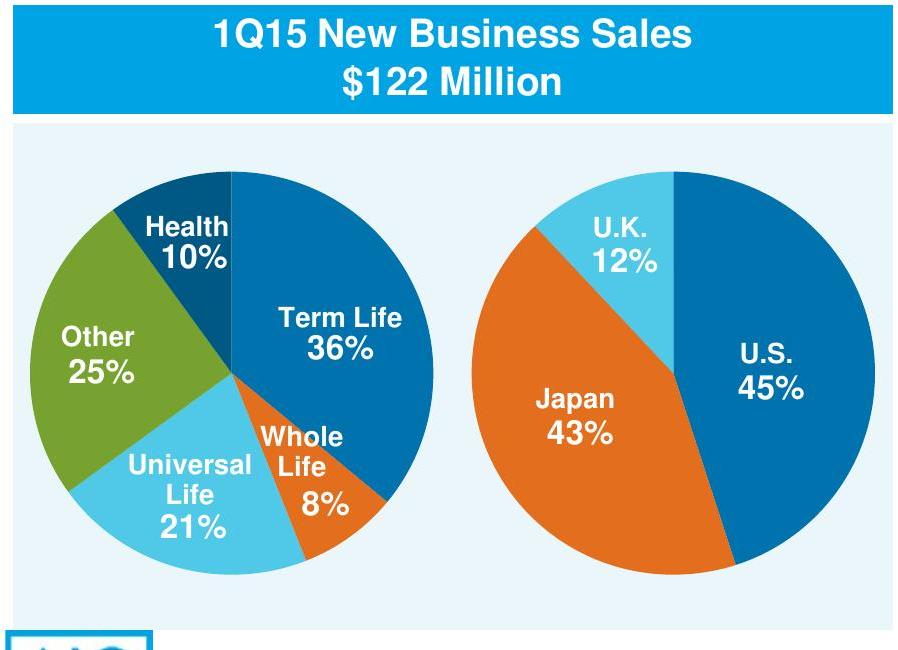 1Q15 New Business Sales
$122 Million
Health
10%
Term Life
36%
Other
25%
Whole
Life
8%
Universal
Life
21%
U.K.
12%
U.S.
45%
Japan
43%